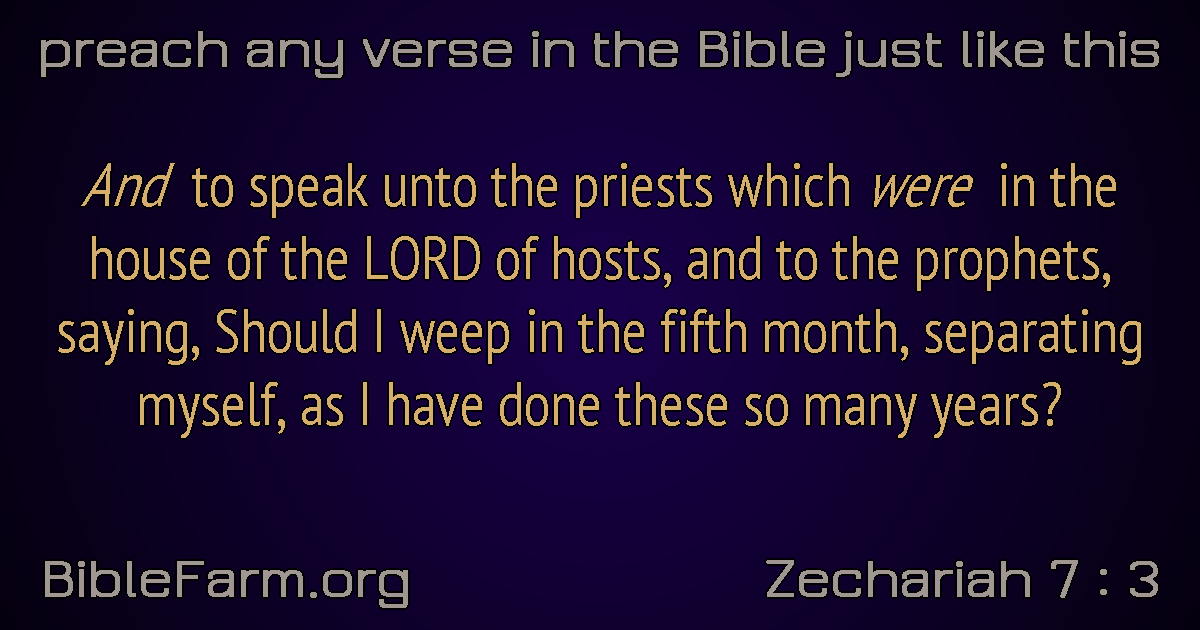 preach any verse in the Bible just like this
And to speak unto the priests which were in the
house of the LORD of hosts, and to the prophets,
saying, Should I weep in the fifth month, separating
myself, as I have done these so many years?
BibleFarm.org
Zechariah 7 : 3